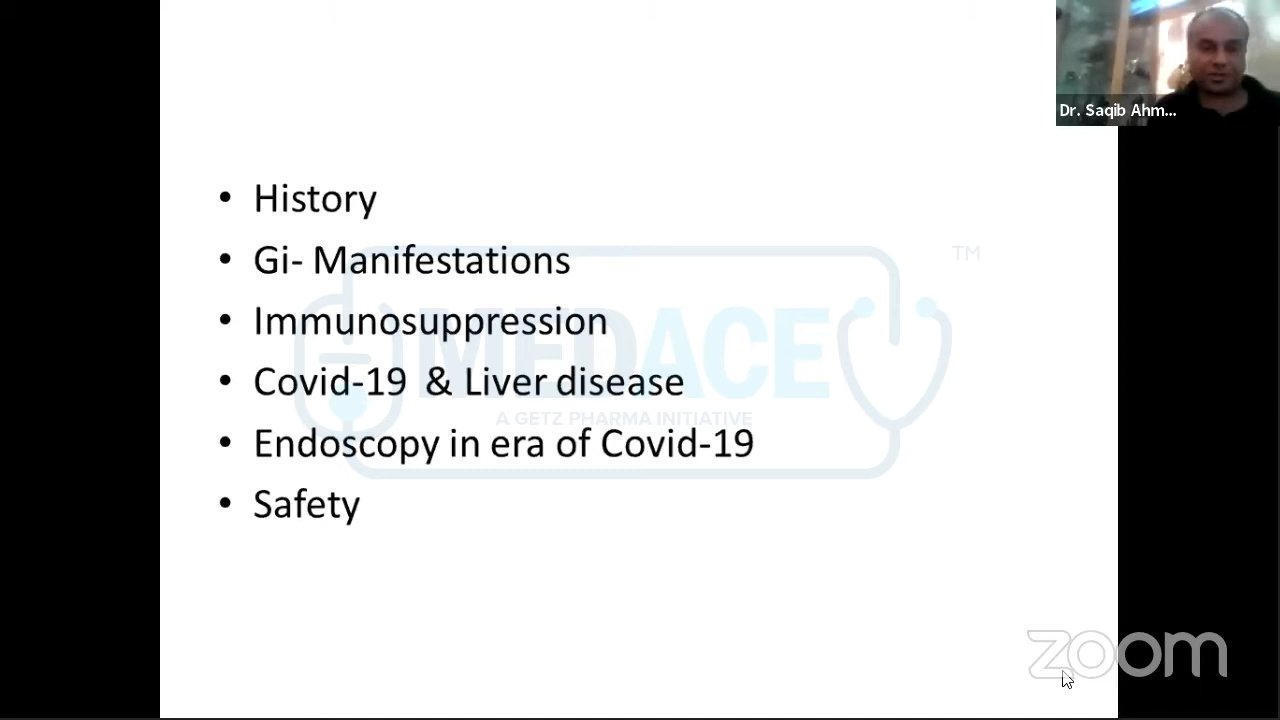 Dr. Saqib Ahm...
• History
• Gi- Manifestations
• Immunosuppression
• Covid-19 & Liver disease
• Endoscopy in era of Covid-19
• Safety
MEDACE
TM
A GETZ PHARMA INITIATIVE
zoom